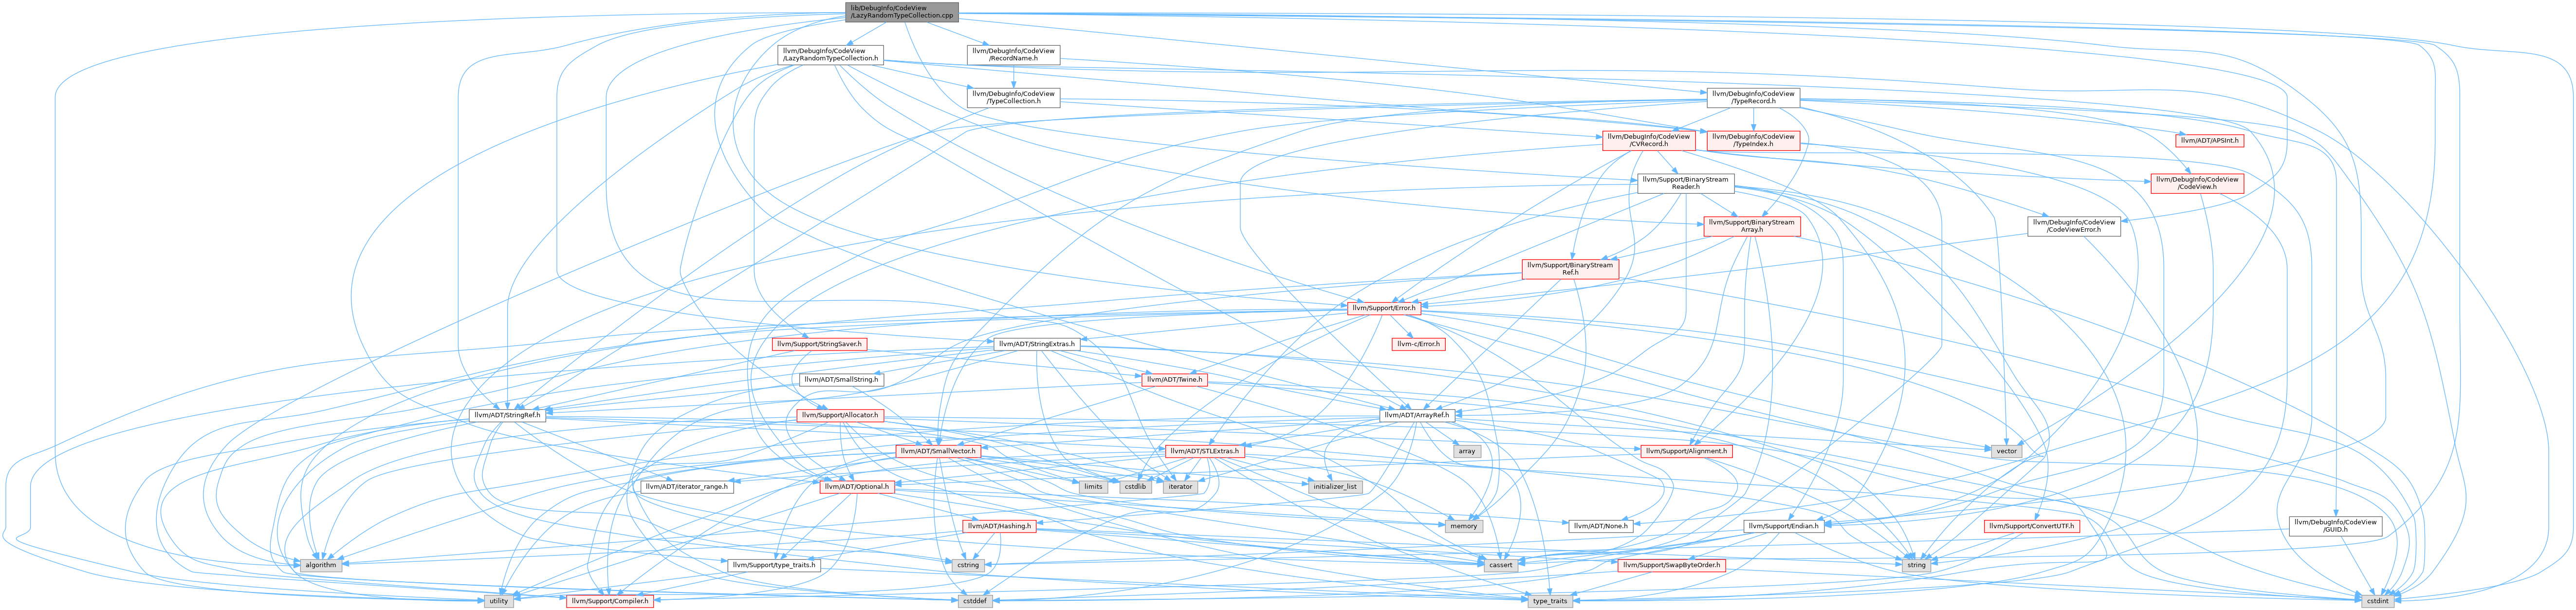 lib/DebugInfo/CodeView
/LazyRandomTypeCollection.cpp
llvm/DebugInfo/CodeView
/LazyRandomTypeCollection.h
llvm/DebugInfo/CodeView
/RecordName.h
llvm/DebugInfo/CodeView
/TypeCollection.h
llvm/DebugInfo/CodeView
/TypeRecord.h
llvm/DebugInfo/CodeView
/CVRecord.h
llvm/DebugInfo/CodeView
/TypeIndex.h
llvm/ADT/APSInt.h
llvm/Support/BinaryStream
Reader.h
llvm/DebugInfo/CodeView
/CodeView.h
llvm/Support/BinaryStream
Array.h
llvm/DebugInfo/CodeView
/CodeViewError.h
llvm/Support/BinaryStream
Ref.h
llvm/Support/Error.h
llvm/Support/StringSaver.h
llvm/ADT/StringExtras.h
llvm-c/Error.h
llvm/ADT/SmallString.h
llvm/ADT/Twine.h
llvm/ADT/StringRef.h
llvm/Support/Allocator.h
llvm/ADT/ArrayRef.h
llvm/ADT/SmallVector.h
llvm/ADT/STLExtras.h
array
llvm/Support/Alignment.h
vector
llvm/ADT/iterator_range.h
llvm/ADT/Optional.h
limits
cstdlib
iterator
initializer_list
llvm/ADT/Hashing.h
memory
llvm/ADT/None.h
llvm/Support/Endian.h
llvm/Support/ConvertUTF.h
llvm/DebugInfo/CodeView
/GUID.h
algorithm
llvm/Support/type_traits.h
cstring
cassert
llvm/Support/SwapByteOrder.h
string
utility
llvm/Support/Compiler.h
cstddef
type_traits
cstdint